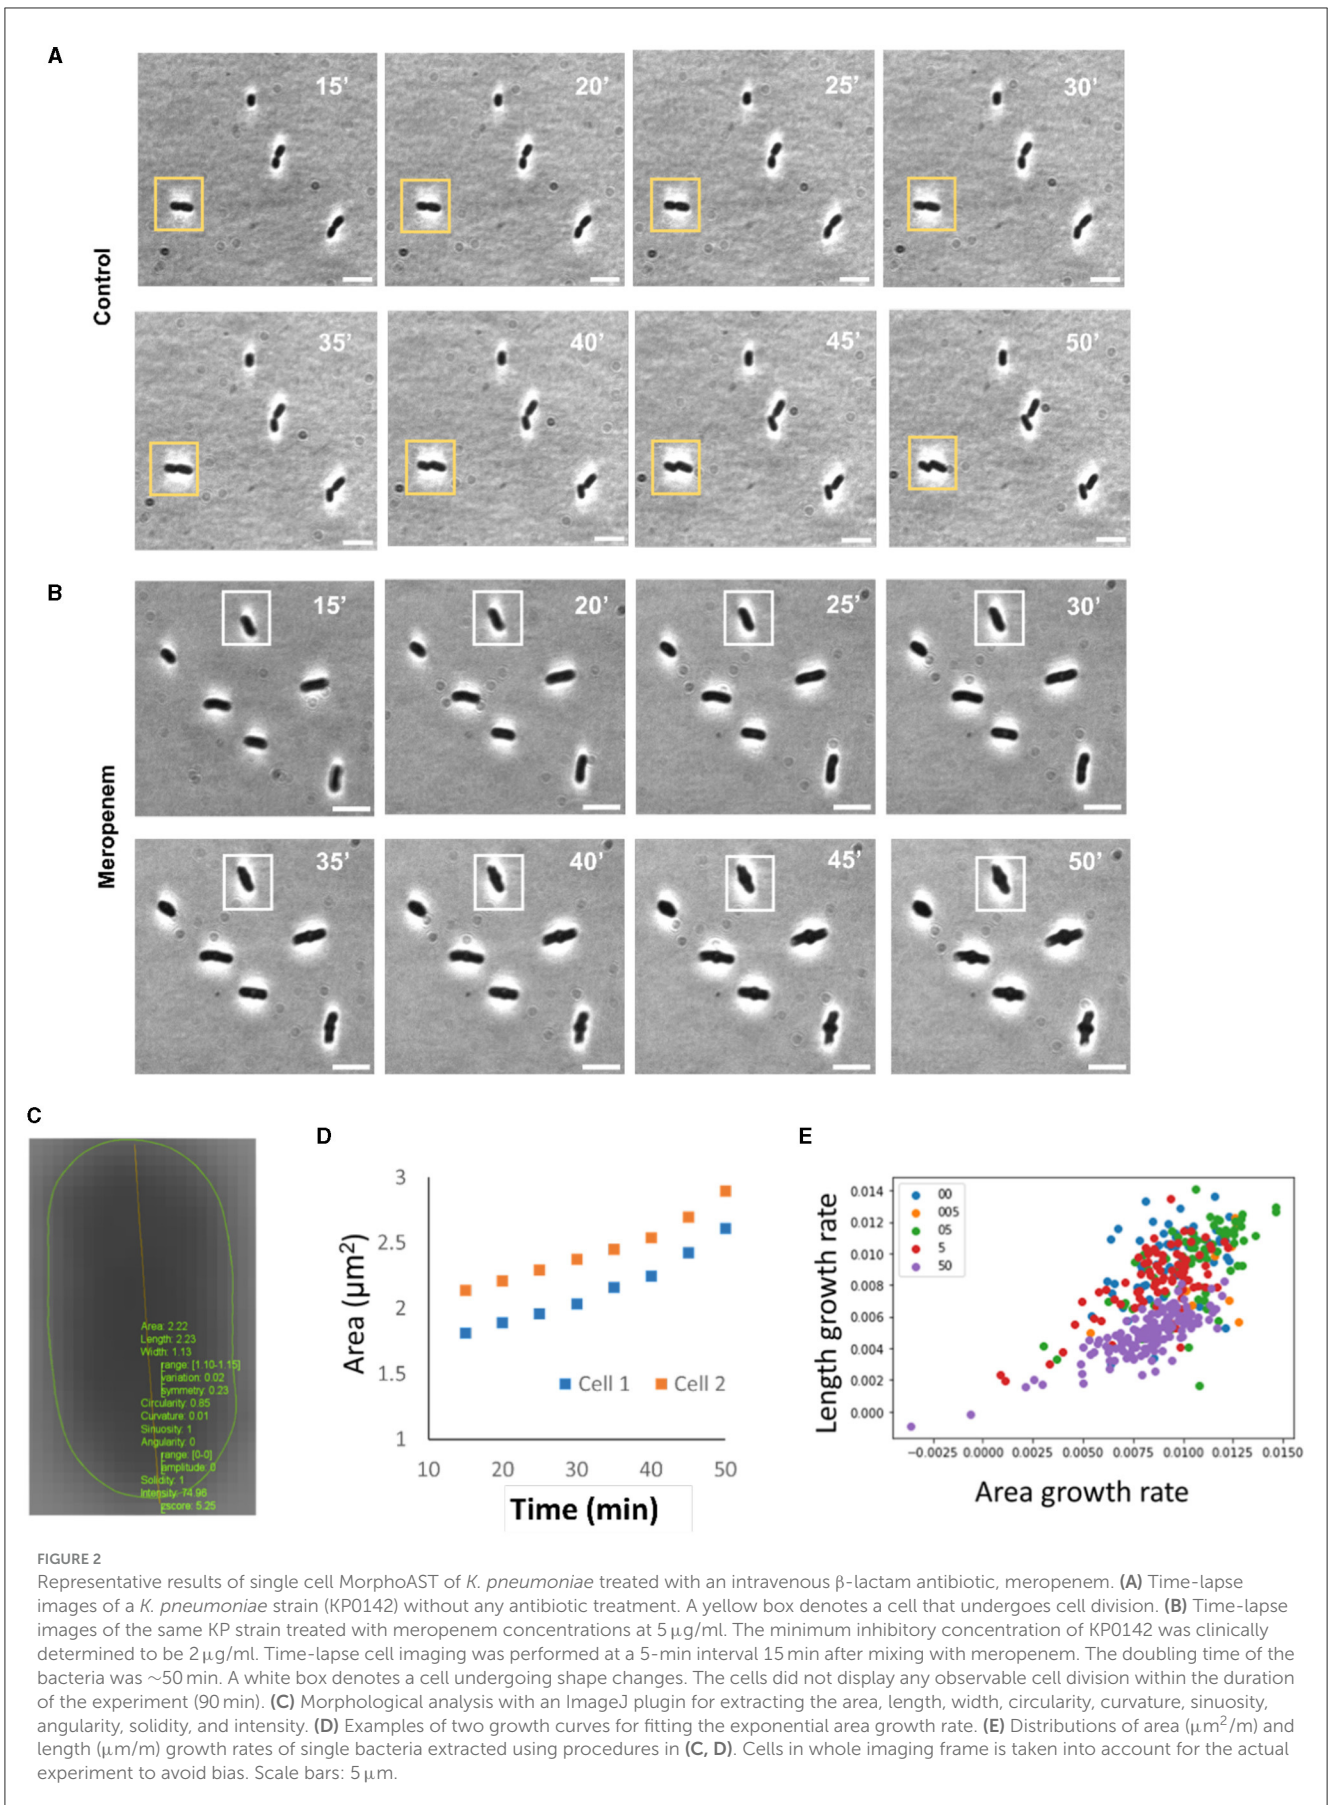 A
15’ 20’ 25’ 30’
Control
35’ 40’ 45’ 50’
B
15’ 20’ 25’ 30’
Meropenem
35’ 40’ 45’ 50’
C
Area: 2.22
Length: 2.23
Width: 1.13
range: [1.10-1.15]
variation: 0.02
symmetry: 0.23
Circularity: 0.85
Curvature: 0.01
Sinuosity: 1
Angularity: 0
range: [0-0]
amplitude: 0
Solidity: 1
Intensity: 74.96
zscore: 5.25
D
Area (μm²)
3
2.5
2
1.5
1
Cell 1 Cell 2
10 20 30 40 50
Time (min)
E
Length growth rate
0.014
0.012
0.010
0.008
0.006
0.004
0.002
0.000
00
005
05
5
50
−0.0025 0.0000 0.0025 0.0050 0.0075 0.0100 0.0125 0.0150
Area growth rate
FIGURE 2
Representative results of single cell MorphoAST of K. pneumoniae treated with an intravenous β-lactam antibiotic, meropenem. (A) Time-lapse
images of a K. pneumoniae strain (KP0142) without any antibiotic treatment. A yellow box denotes a cell that undergoes cell division. (B) Time-lapse
images of the same KP strain treated with meropenem concentrations at 5 μg/ml. The minimum inhibitory concentration of KP0142 was clinically
determined to be 2 μg/ml. Time-lapse cell imaging was performed at a 5-min interval 15 min after mixing with meropenem. The doubling time of the
bacteria was ~50 min. A white box denotes a cell undergoing shape changes. The cells did not display any observable cell division within the duration
of the experiment (90 min). (C) Morphological analysis with an ImageJ plugin for extracting the area, length, width, circularity, curvature, sinuosity,
angularity, solidity, and intensity. (D) Examples of two growth curves for fitting the exponential area growth rate. (E) Distributions of area (μm²/m) and
length (μm/m) growth rates of single bacteria extracted using procedures in (C, D). Cells in whole imaging frame is taken into account for the actual
experiment to avoid bias. Scale bars: 5 μm.